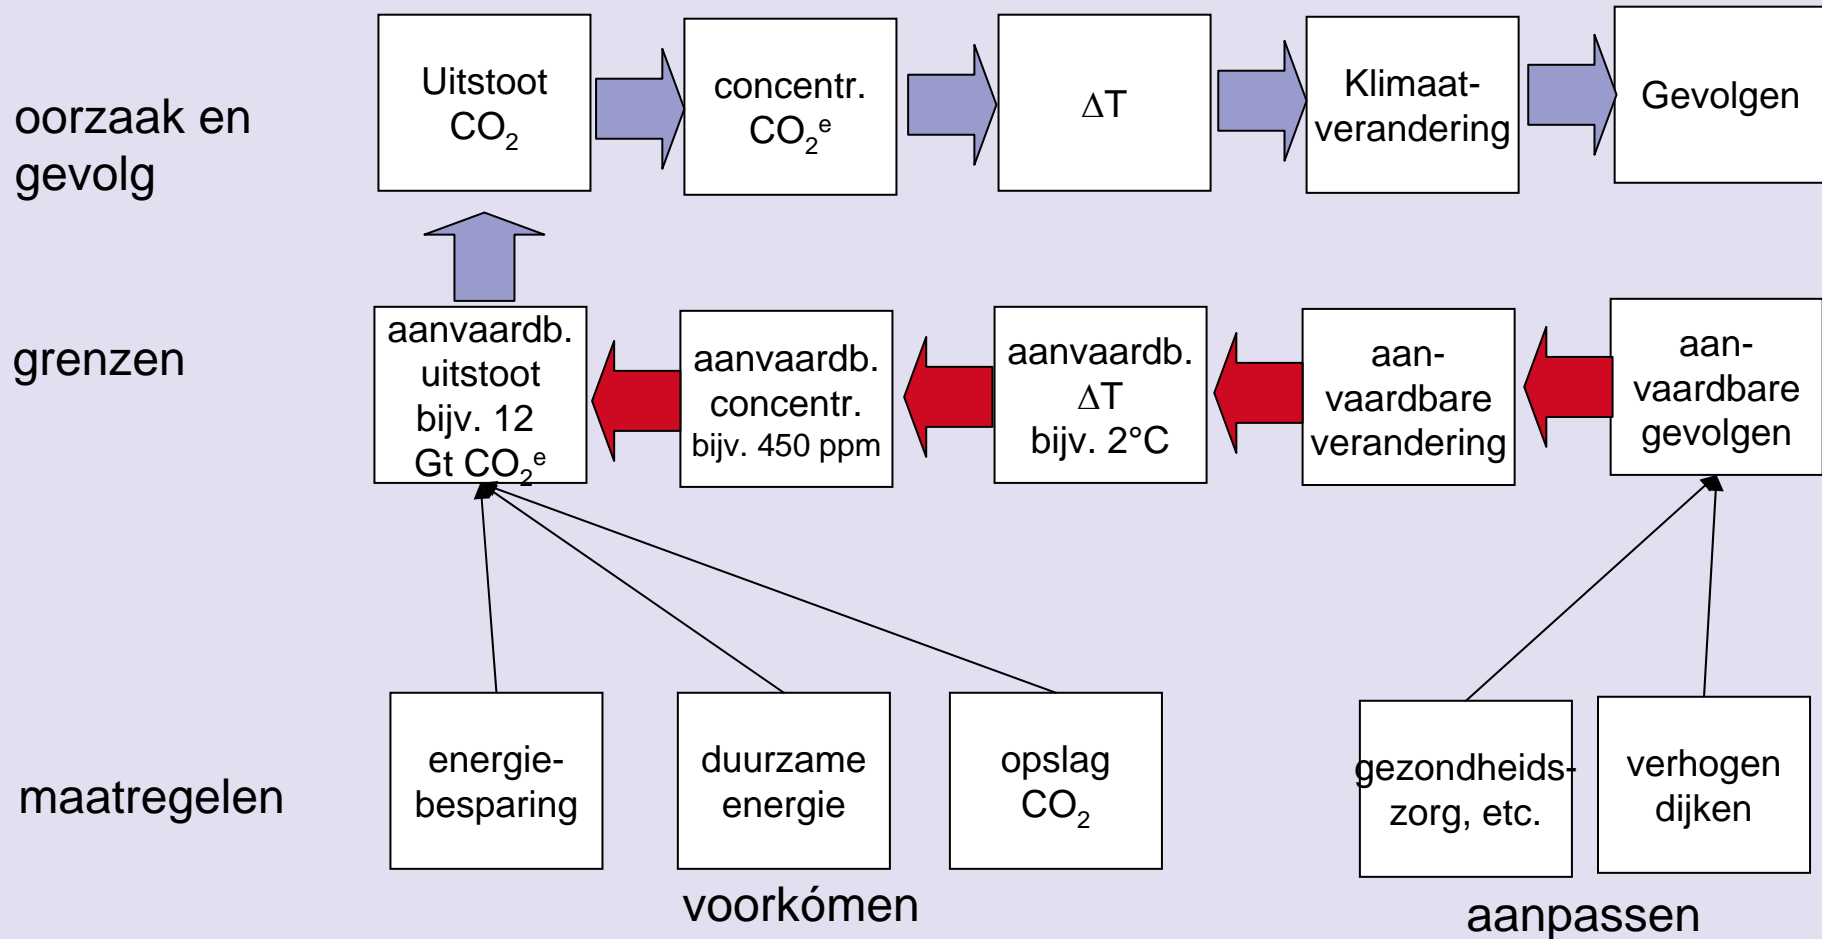 oorzaak en
gevolg
Uitstoot
CO₂
concentr.
CO₂ᵉ
ΔT
Klimaat-
verandering
Gevolgen
grenzen
aanvaardb.
uitstoot
bijv. 12
Gt CO₂ᵉ
aanvaardb.
concentr.
bijv. 450 ppm
aanvaardb.
ΔT
bijv. 2°C
aan-
vaardbare
verandering
aan-
vaardbare
gevolgen
maatregelen
energie-
besparing
duurzame
energie
opslag
CO₂
gezondheids-
zorg, etc.
verhogen
dijken
voorkómen
aanpassen